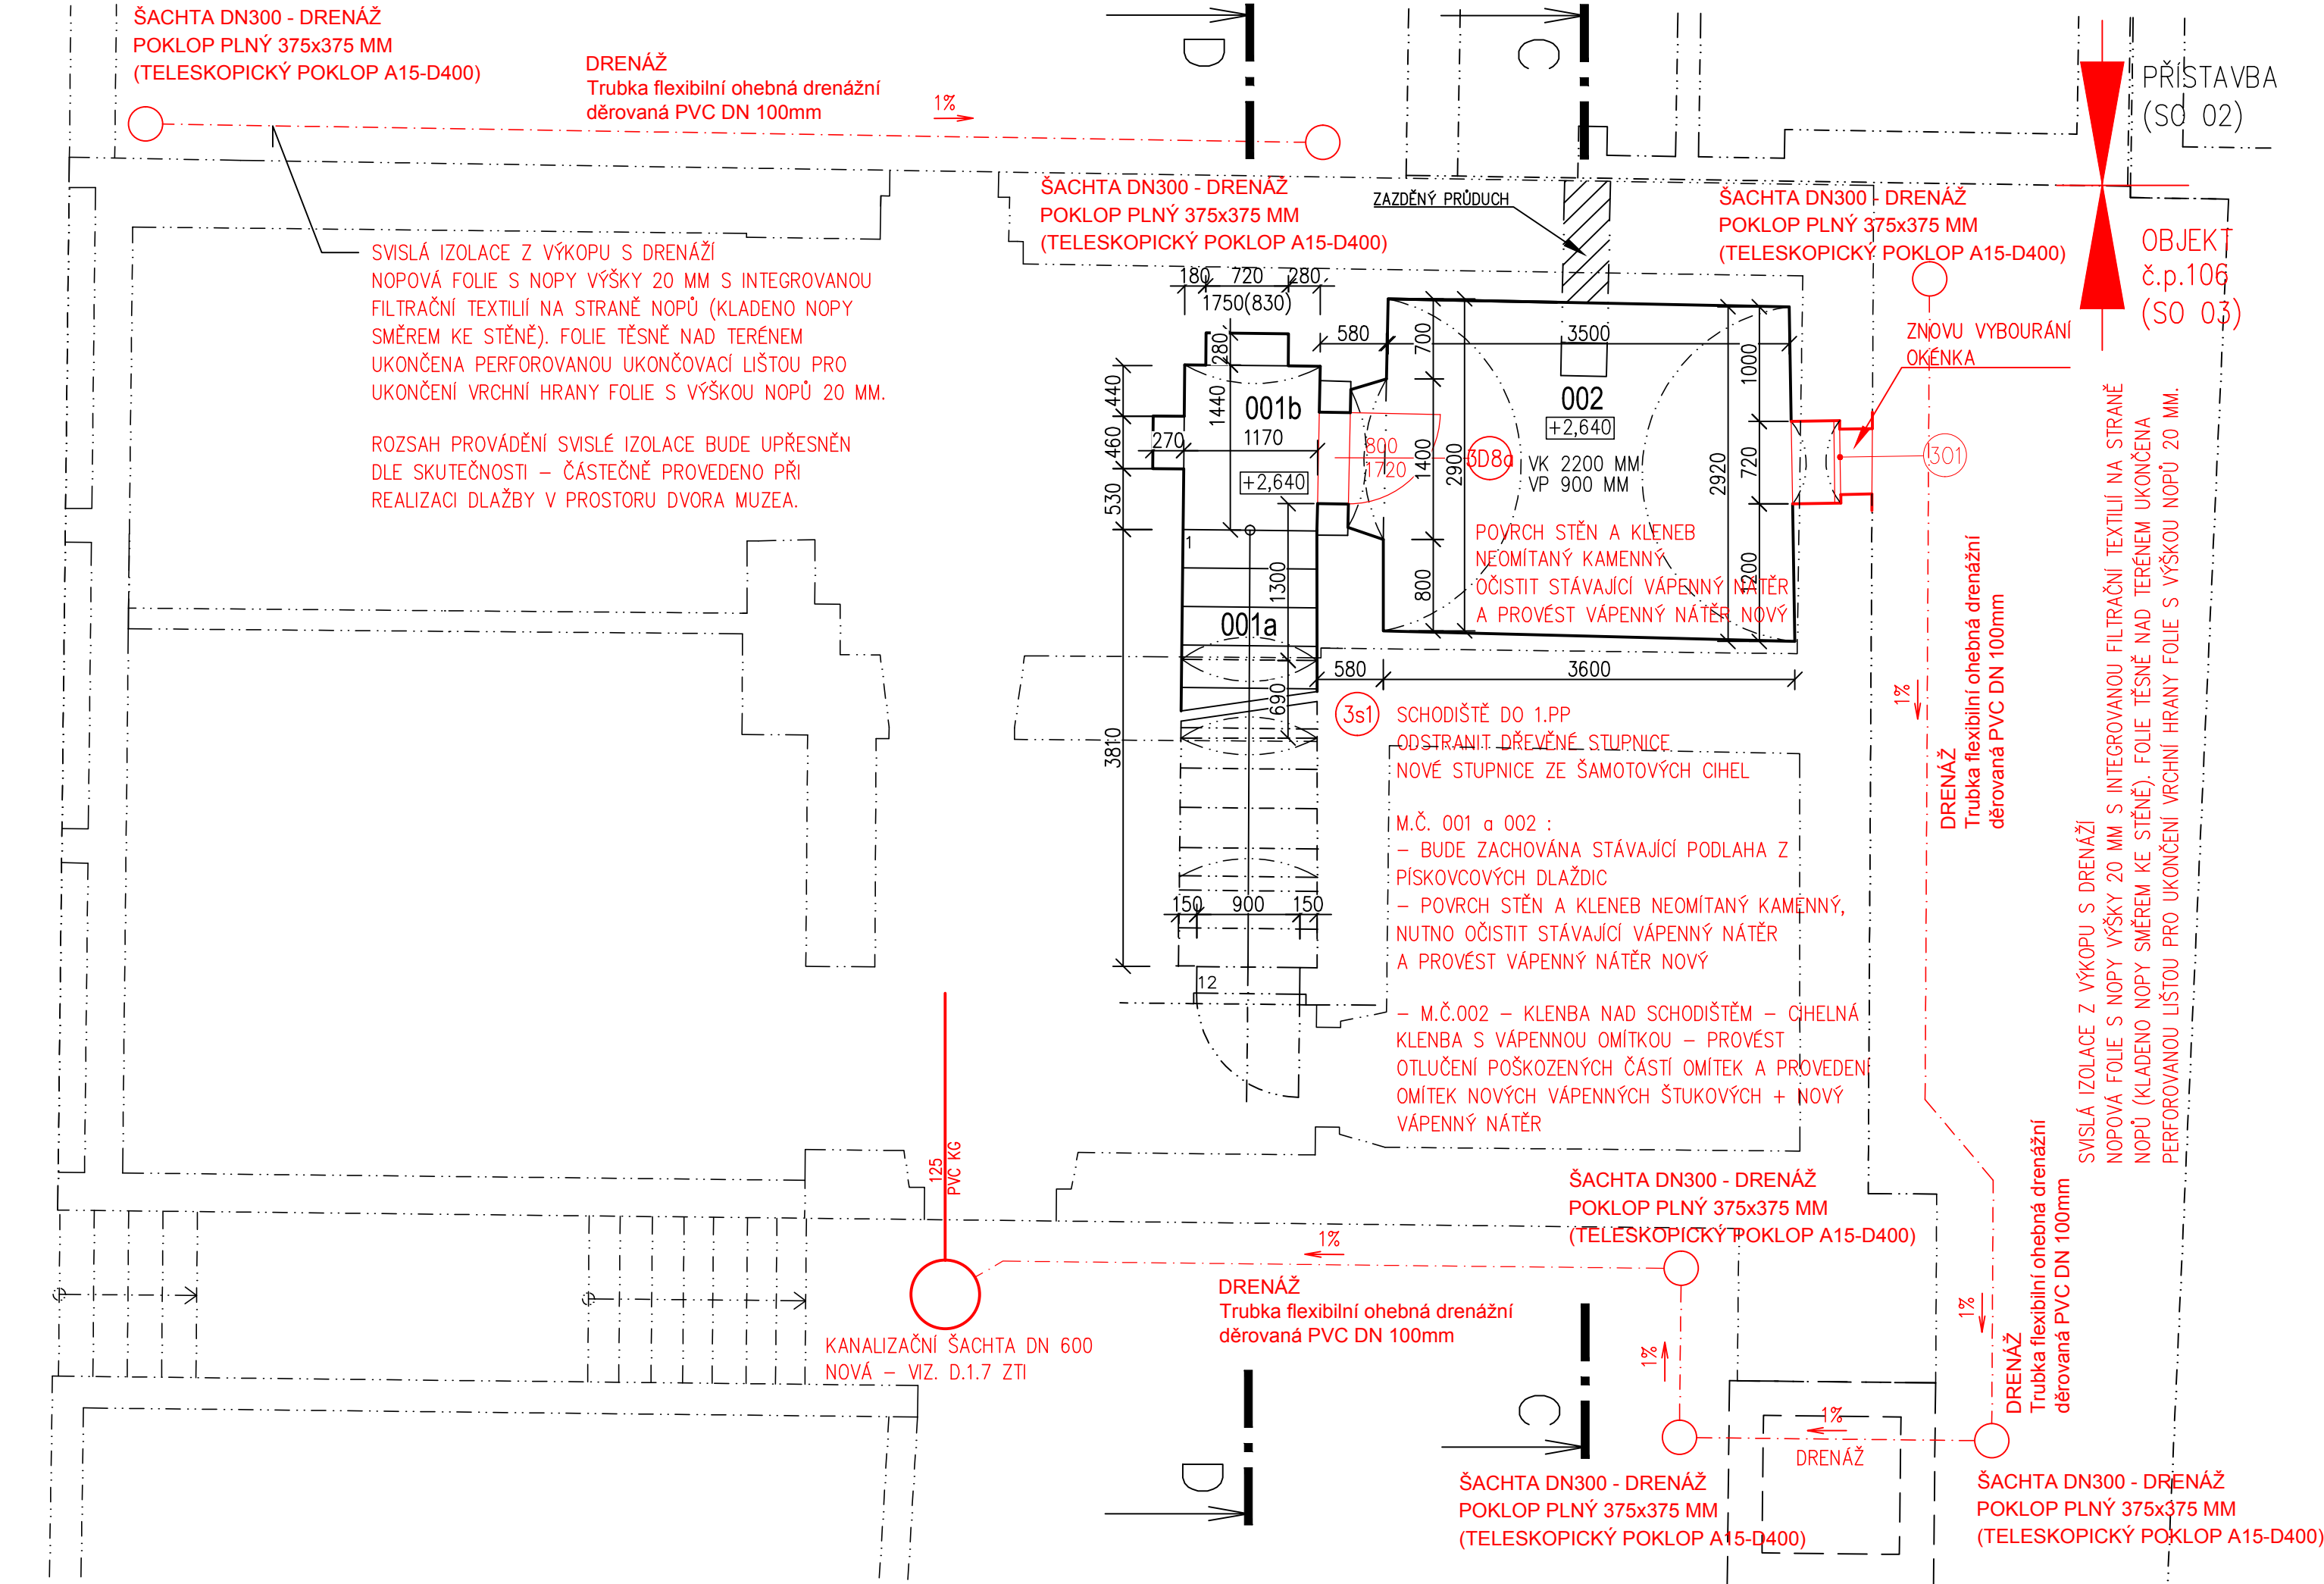 ŠACHTA DN300 - DRENÁŽ
POKLOP PLNÝ 375x375 MM
(TELESKOPICKÝ POKLOP A15-D400)
DRENÁŽ
Trubka flexibilní ohebná drenážní
děrovaná PVC DN 100mm
1%
D
C
PŘÍSTAVBA
(SO 02)
OBJEKT
č.p.106
(SO 03)
ŠACHTA DN300 - DRENÁŽ
POKLOP PLNÝ 375x375 MM
(TELESKOPICKÝ POKLOP A15-D400)
ZAZDĚNÝ PRŮDUCH
ŠACHTA DN300 - DRENÁŽ
POKLOP PLNÝ 375x375 MM
(TELESKOPICKÝ POKLOP A15-D400)
SVISLÁ IZOLACE Z VÝKOPU S DRENÁŽÍ
NOPOVÁ FOLIE S NOPY VÝŠKY 20 MM S INTEGROVANOU
FILTRAČNÍ TEXTILIÍ NA STRANĚ NOPŮ (KLADENO NOPY
SMĚREM KE STĚNĚ). FOLIE TĚSNĚ NAD TERÉNEM
UKONČENA PERFOROVANOU UKONČOVACÍ LIŠTOU PRO
UKONČENÍ VRCHNÍ HRANY FOLIE S VÝŠKOU NOPŮ 20 MM.
ROZSAH PROVÁDĚNÍ SVISLÉ IZOLACE BUDE UPŘESNĚN
DLE SKUTEČNOSTI – ČÁSTEČNĚ PROVEDENO PŘI
REALIZACI DLAŽBY V PROSTORU DVORA MUZEA.
180 720 280
1750(830)
580
3500
280
1440
440
460
530
270
1170
001b
+2,640
700
1400
800
2900
002
+2,640
800
1720
3D8a
VK 2200 MM
VP 900 MM
2920
1000
720
1200
ZNOVU VYBOURÁNÍ
OKÉNKA
301
POVRCH STĚN A KLENEB
NEOMÍTANÝ KAMENNÝ
OČISTIT STÁVAJÍCÍ VÁPENNÝ NÁTĚR
A PROVÉST VÁPENNÝ NÁTĚR NOVÝ
1
1300
001a
690
3810
580
3600
3s1
SCHODIŠTĚ DO 1.PP
ODSTRANIT DŘEVĚNÉ STUPNICE
NOVÉ STUPNICE ZE ŠAMOTOVÝCH CIHEL
M.Č. 001 a 002 :
– BUDE ZACHOVÁNA STÁVAJÍCÍ PODLAHA Z
PÍSKOVCOVÝCH DLAŽDIC
– POVRCH STĚN A KLENEB NEOMÍTANÝ KAMENNÝ,
NUTNO OČISTIT STÁVAJÍCÍ VÁPENNÝ NÁTĚR
A PROVÉST VÁPENNÝ NÁTĚR NOVÝ
– M.Č.002 – KLENBA NAD SCHODIŠTĚM – CIHELNÁ
KLENBA S VÁPENNOU OMÍTKOU – PROVÉST
OTLUČENÍ POŠKOZENÝCH ČÁSTÍ OMÍTEK A PROVEDENÍ
OMÍTEK NOVÝCH VÁPENNÝCH ŠTUKOVÝCH + NOVÝ
VÁPENNÝ NÁTĚR
150 900 150
12
1%
DRENÁŽ
Trubka flexibilní ohebná drenážní
děrovaná PVC DN 100mm
SVISLÁ IZOLACE Z VÝKOPU S DRENÁŽÍ
NOPOVÁ FOLIE S NOPY VÝŠKY 20 MM S INTEGROVANOU FILTRAČNÍ TEXTILIÍ NA STRANĚ
NOPŮ (KLADENO NOPY SMĚREM KE STĚNĚ). FOLIE TĚSNĚ NAD TERÉNEM UKONČENA
PERFOROVANOU LIŠTOU PRO UKONČENÍ VRCHNÍ HRANY FOLIE S VÝŠKOU NOPŮ 20 MM.
125
PVC KG
ŠACHTA DN300 - DRENÁŽ
POKLOP PLNÝ 375x375 MM
(TELESKOPICKÝ POKLOP A15-D400)
1%
DRENÁŽ
Trubka flexibilní ohebná drenážní
děrovaná PVC DN 100mm
KANALIZAČNÍ ŠACHTA DN 600
NOVÁ – VIZ. D.1.7 ZTI
1%
1%
DRENÁŽ
Trubka flexibilní ohebná drenážní
děrovaná PVC DN 100mm
1%
DRENÁŽ
D
C
ŠACHTA DN300 - DRENÁŽ
POKLOP PLNÝ 375x375 MM
(TELESKOPICKÝ POKLOP A15-D400)
ŠACHTA DN300 - DRENÁŽ
POKLOP PLNÝ 375x375 MM
(TELESKOPICKÝ POKLOP A15-D400)